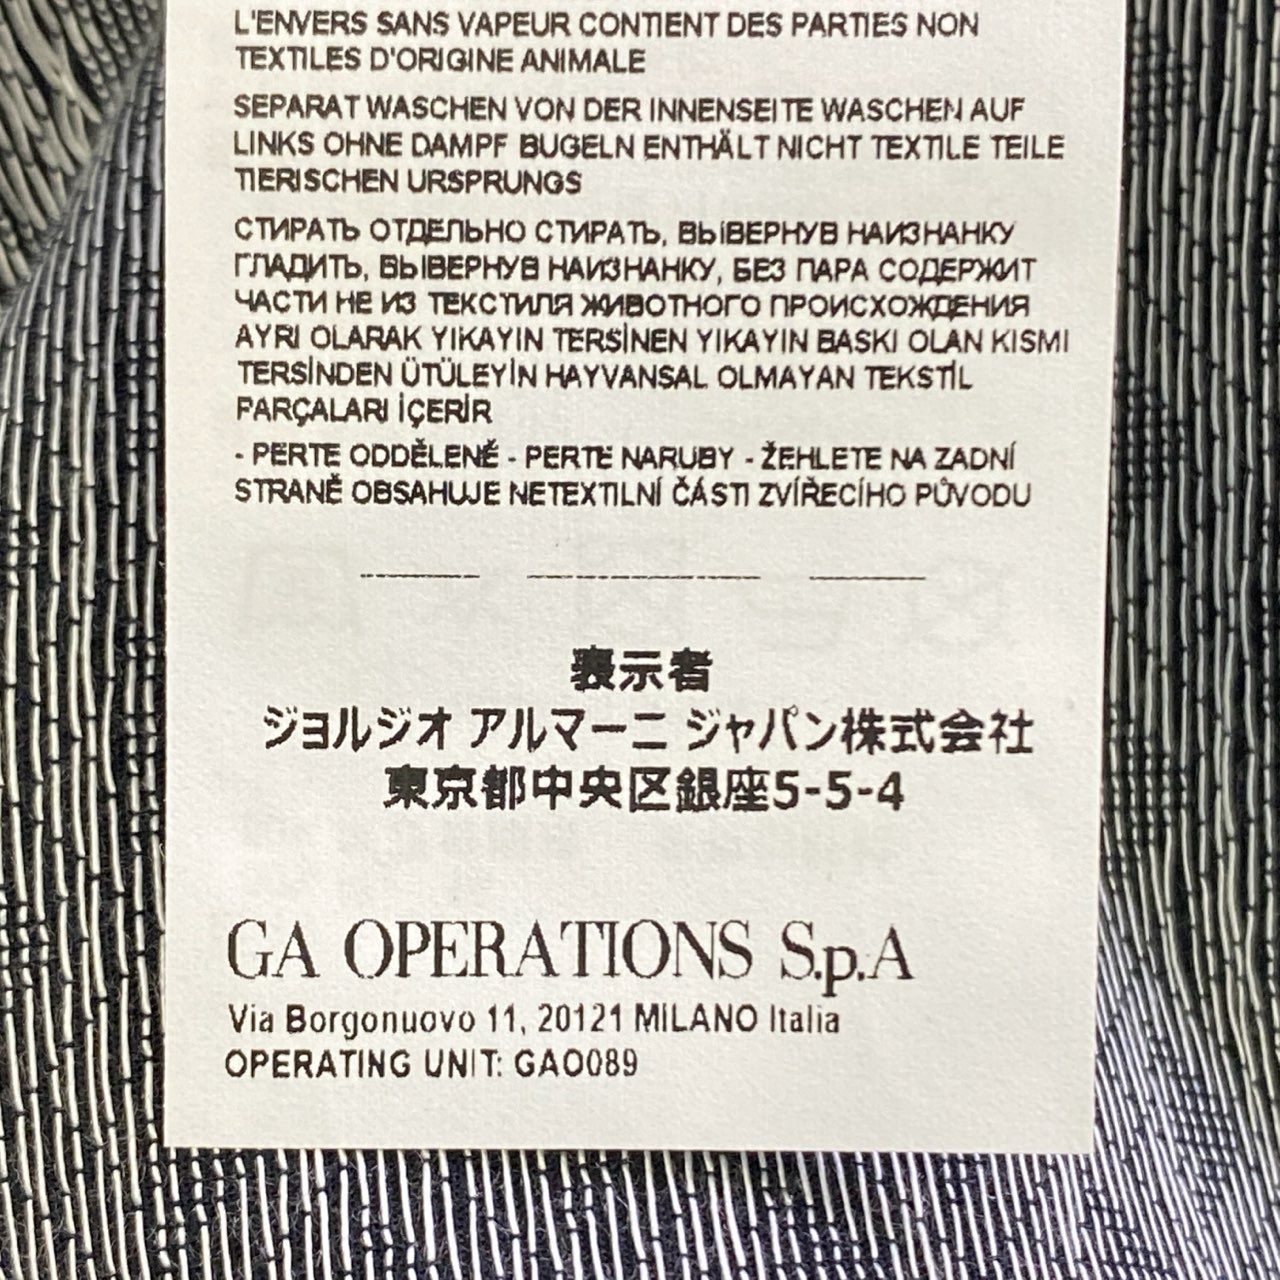 L'ENVERS SANS VAPEUR CONTIENT DES PARTIES NON
TEXTILES D'ORIGINE ANIMALE
SEPARAT WASCHEN VON DER INNENSEITE WASCHEN AUF
LINKS OHNE DAMPF BUGELN ENTHÄLT NICHT TEXTILE TEILE
TIERISCHEN URSPRUNGS
СТИРАТЬ ОТДЕЛЬНО СТИРАТЬ, ВЫВЕРНУВ НАИЗНАНКУ
ГЛАДИТЬ, ВЫВЕРНУВ НАИЗНАНКУ, БЕЗ ПАРА СОДЕРЖИТ
ЧАСТИ НЕ ИЗ ТЕКСТИЛЯ ЖИВОТНОГО ПРОИСХОЖДЕНИЯ
AYRI OLARAK YIKAYIN TERSİNEN YIKAYIN BASKI OLAN KISMI
TERSİNDEN ÜTÜLEYİN HAYVANSAL OLMAYAN TEKSTİL
PARÇALARI İÇERİR
- PERTE ODDĚLENĚ - PERTE NARUBY - ŽEHLETE NA ZADNÍ
STRANĚ OBSAHUJE NETEXTILNÍ ČÁSTI ZVÍŘECÍHO PŮVODU
表示者
ジョルジオ アルマーニ ジャパン株式会社
東京都中央区銀座5-5-4
GA OPERATIONS S.p.A
Via Borgonuovo 11, 20121 MILANO Italia
OPERATING UNIT: GAO089